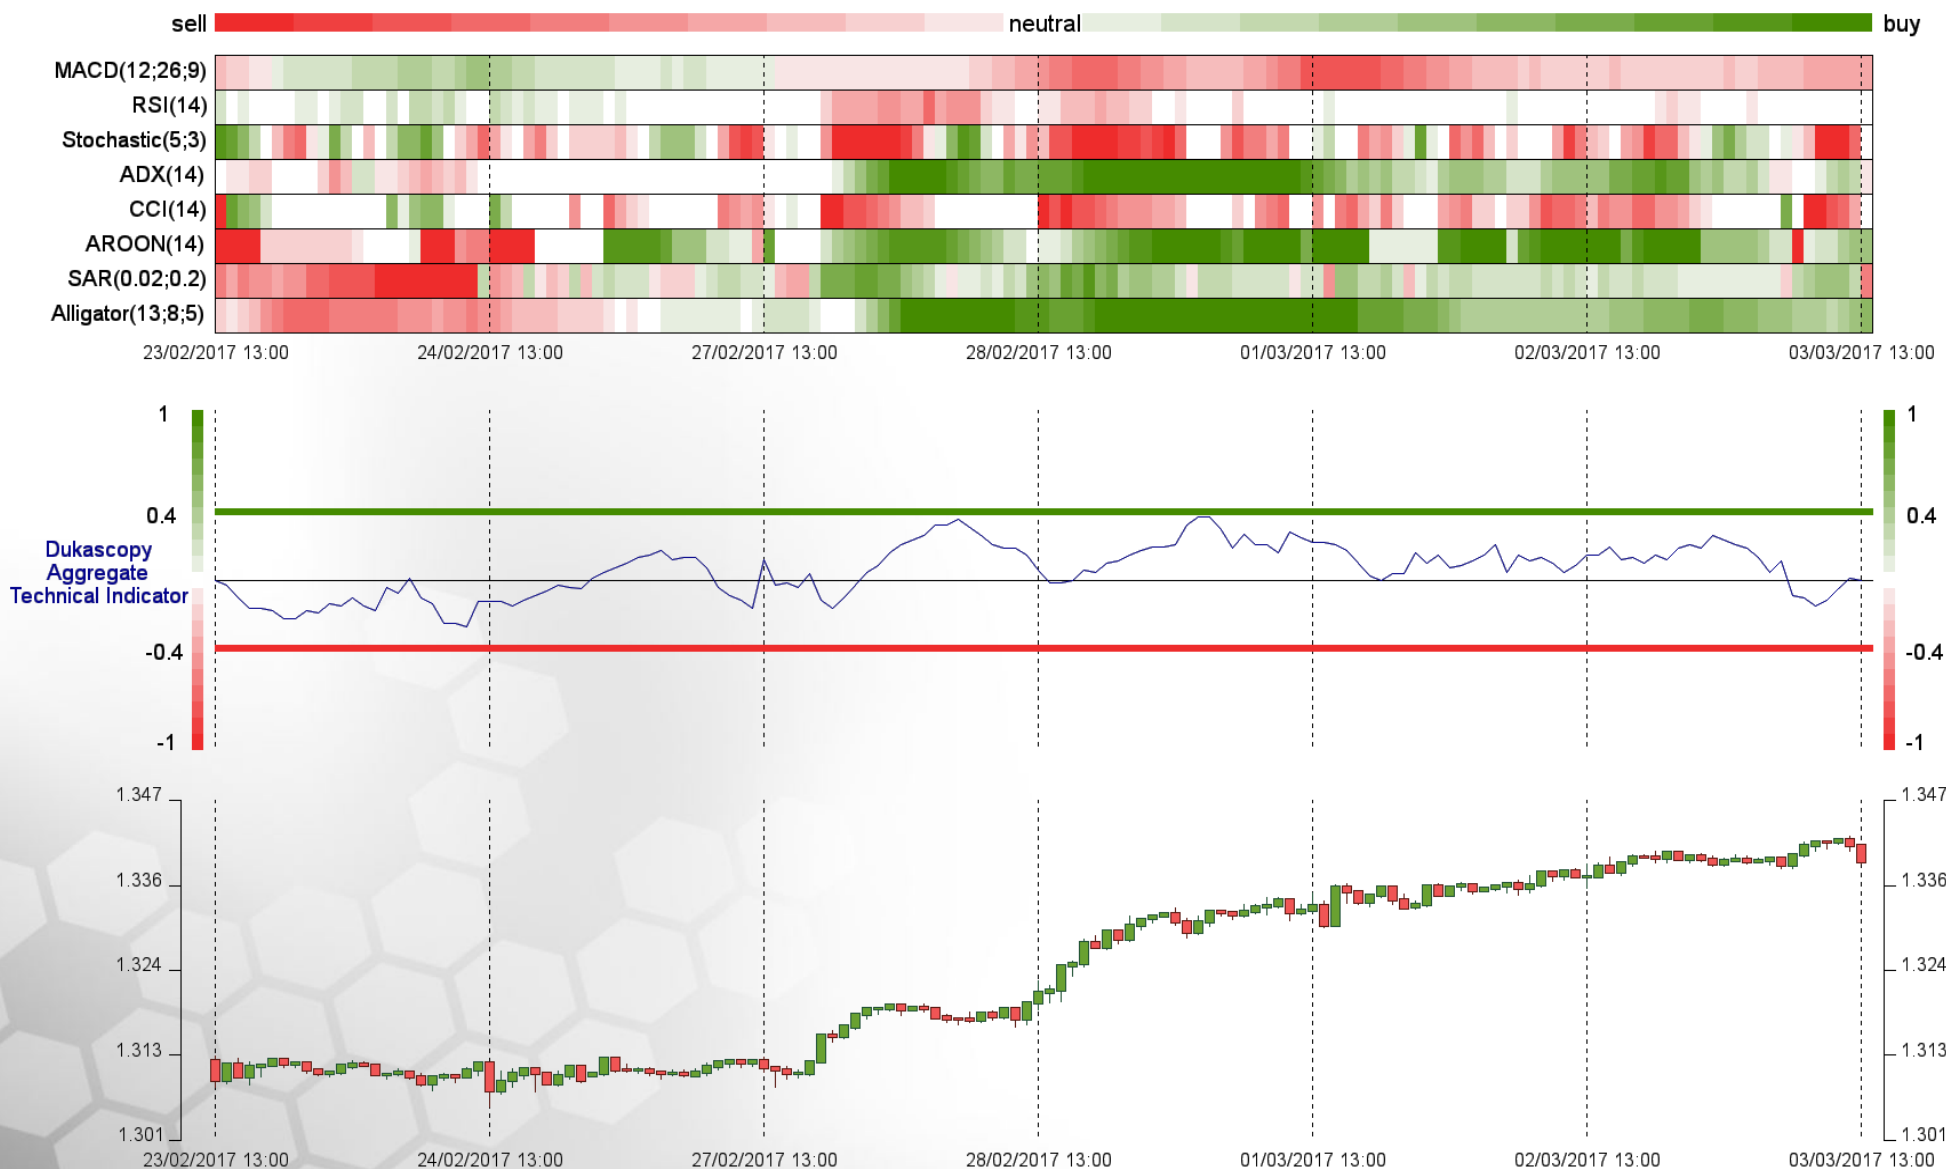 sell neutral buy
MACD(12;26;9)
RSI(14)
Stochastic(5;3)
ADX(14)
CCI(14)
AROON(14)
SAR(0.02;0.2)
Alligator(13;8;5)
23/02/2017 13:00 24/02/2017 13:00 27/02/2017 13:00 28/02/2017 13:00 01/03/2017 13:00 02/03/2017 13:00 03/03/2017 13:00
1 1
0.4 0.4
Dukascopy
Aggregate
Technical Indicator
-0.4 -0.4
-1 -1
1.347 1.347
1.336 1.336
1.324 1.324
1.313 1.313
1.301 1.301
23/02/2017 13:00 24/02/2017 13:00 27/02/2017 13:00 28/02/2017 13:00 01/03/2017 13:00 02/03/2017 13:00 03/03/2017 13:00